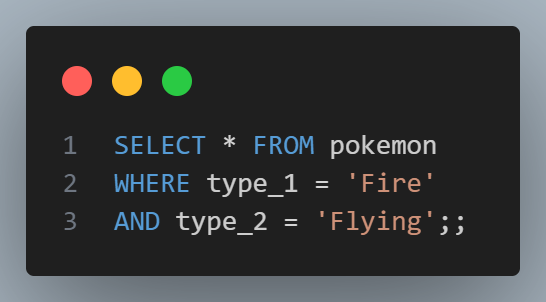 1 SELECT * FROM pokemon
2 WHERE type_1 = 'Fire'
3 AND type_2 = 'Flying';;